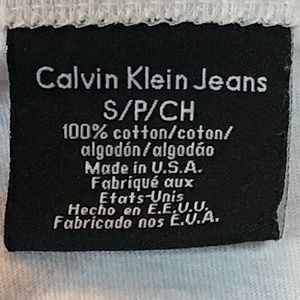 Calvin Klein Jeans
S/P/CH
100% cotton/coton/
algodón/algodão
Made in U.S.A.
Fabriqué aux
Etats-Unis
Hecho en E.E.U.U.
Fabricado nos E.U.A.